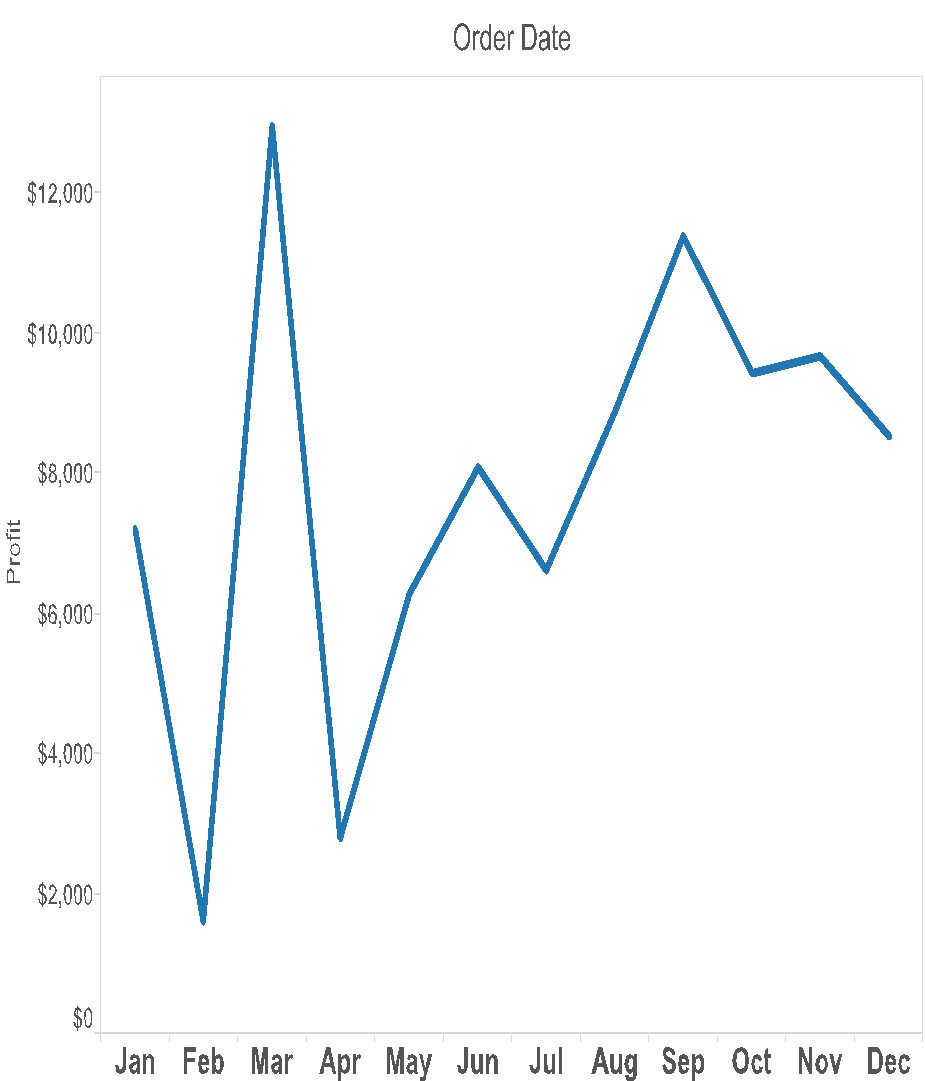 Order Date
$12,000
$10,000
$8,000
$6,000
$4,000
$2,000
$0
Profit
Jan Feb Mar Apr May Jun Jul Aug Sep Oct Nov Dec